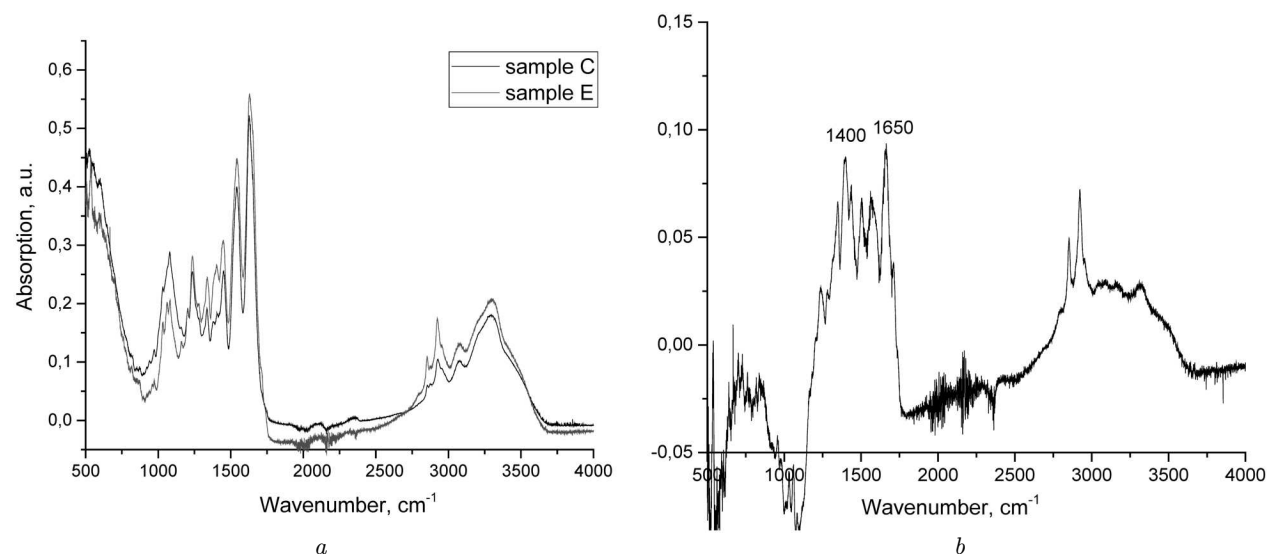 0,6
0,5
0,4
0,3
0,2
0,1
0,0
Absorption, a.u.
sample C
sample E
500 1000 1500 2000 2500 3000 3500 4000
Wavenumber, cm-1
a
0,15
0,10
0,05
0,00
-0,05
1400
1650
500 1000 1500 2000 2500 3000 3500 4000
Wavenumber, cm-1
b